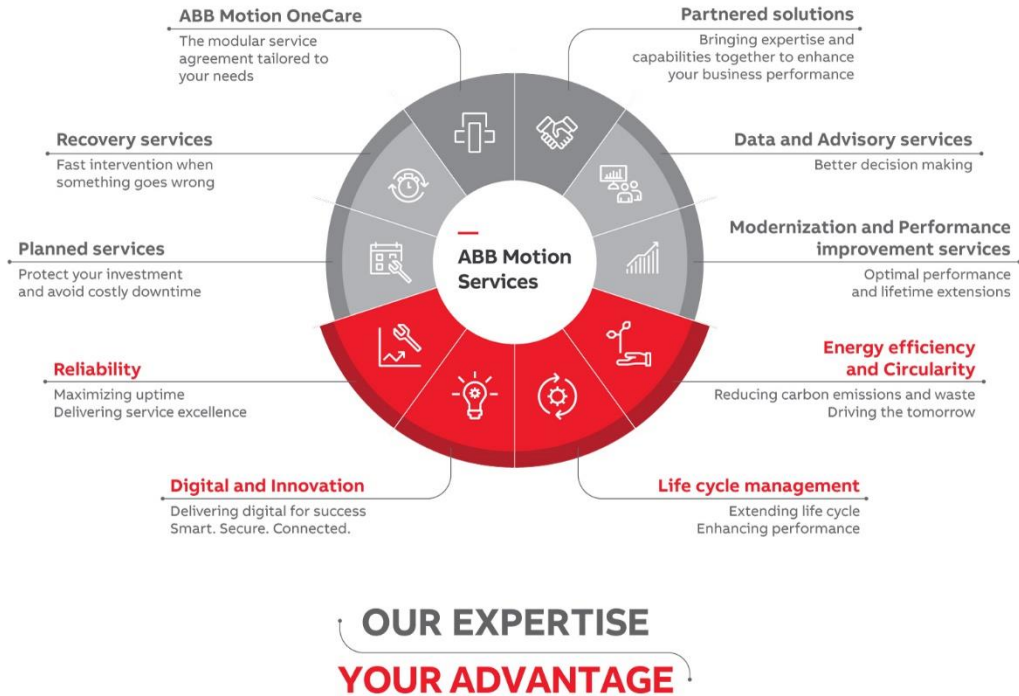 ABB Motion OneCare
The modular service
agreement tailored to
your needs
Partnered solutions
Bringing expertise and
capabilities together to enhance
your business performance
Recovery services
Fast intervention when
something goes wrong
Data and Advisory services
Better decision making
Planned services
Protect your investment
and avoid costly downtime
ABB Motion
Services
Modernization and Performance
improvement services
Optimal performance
and lifetime extensions
Reliability
Maximizing uptime
Delivering service excellence
Energy efficiency
and Circularity
Reducing carbon emissions and waste
Driving the tomorrow
Digital and Innovation
Delivering digital for success
Smart. Secure. Connected.
Life cycle management
Extending life cycle
Enhancing performance
OUR EXPERTISE
YOUR ADVANTAGE